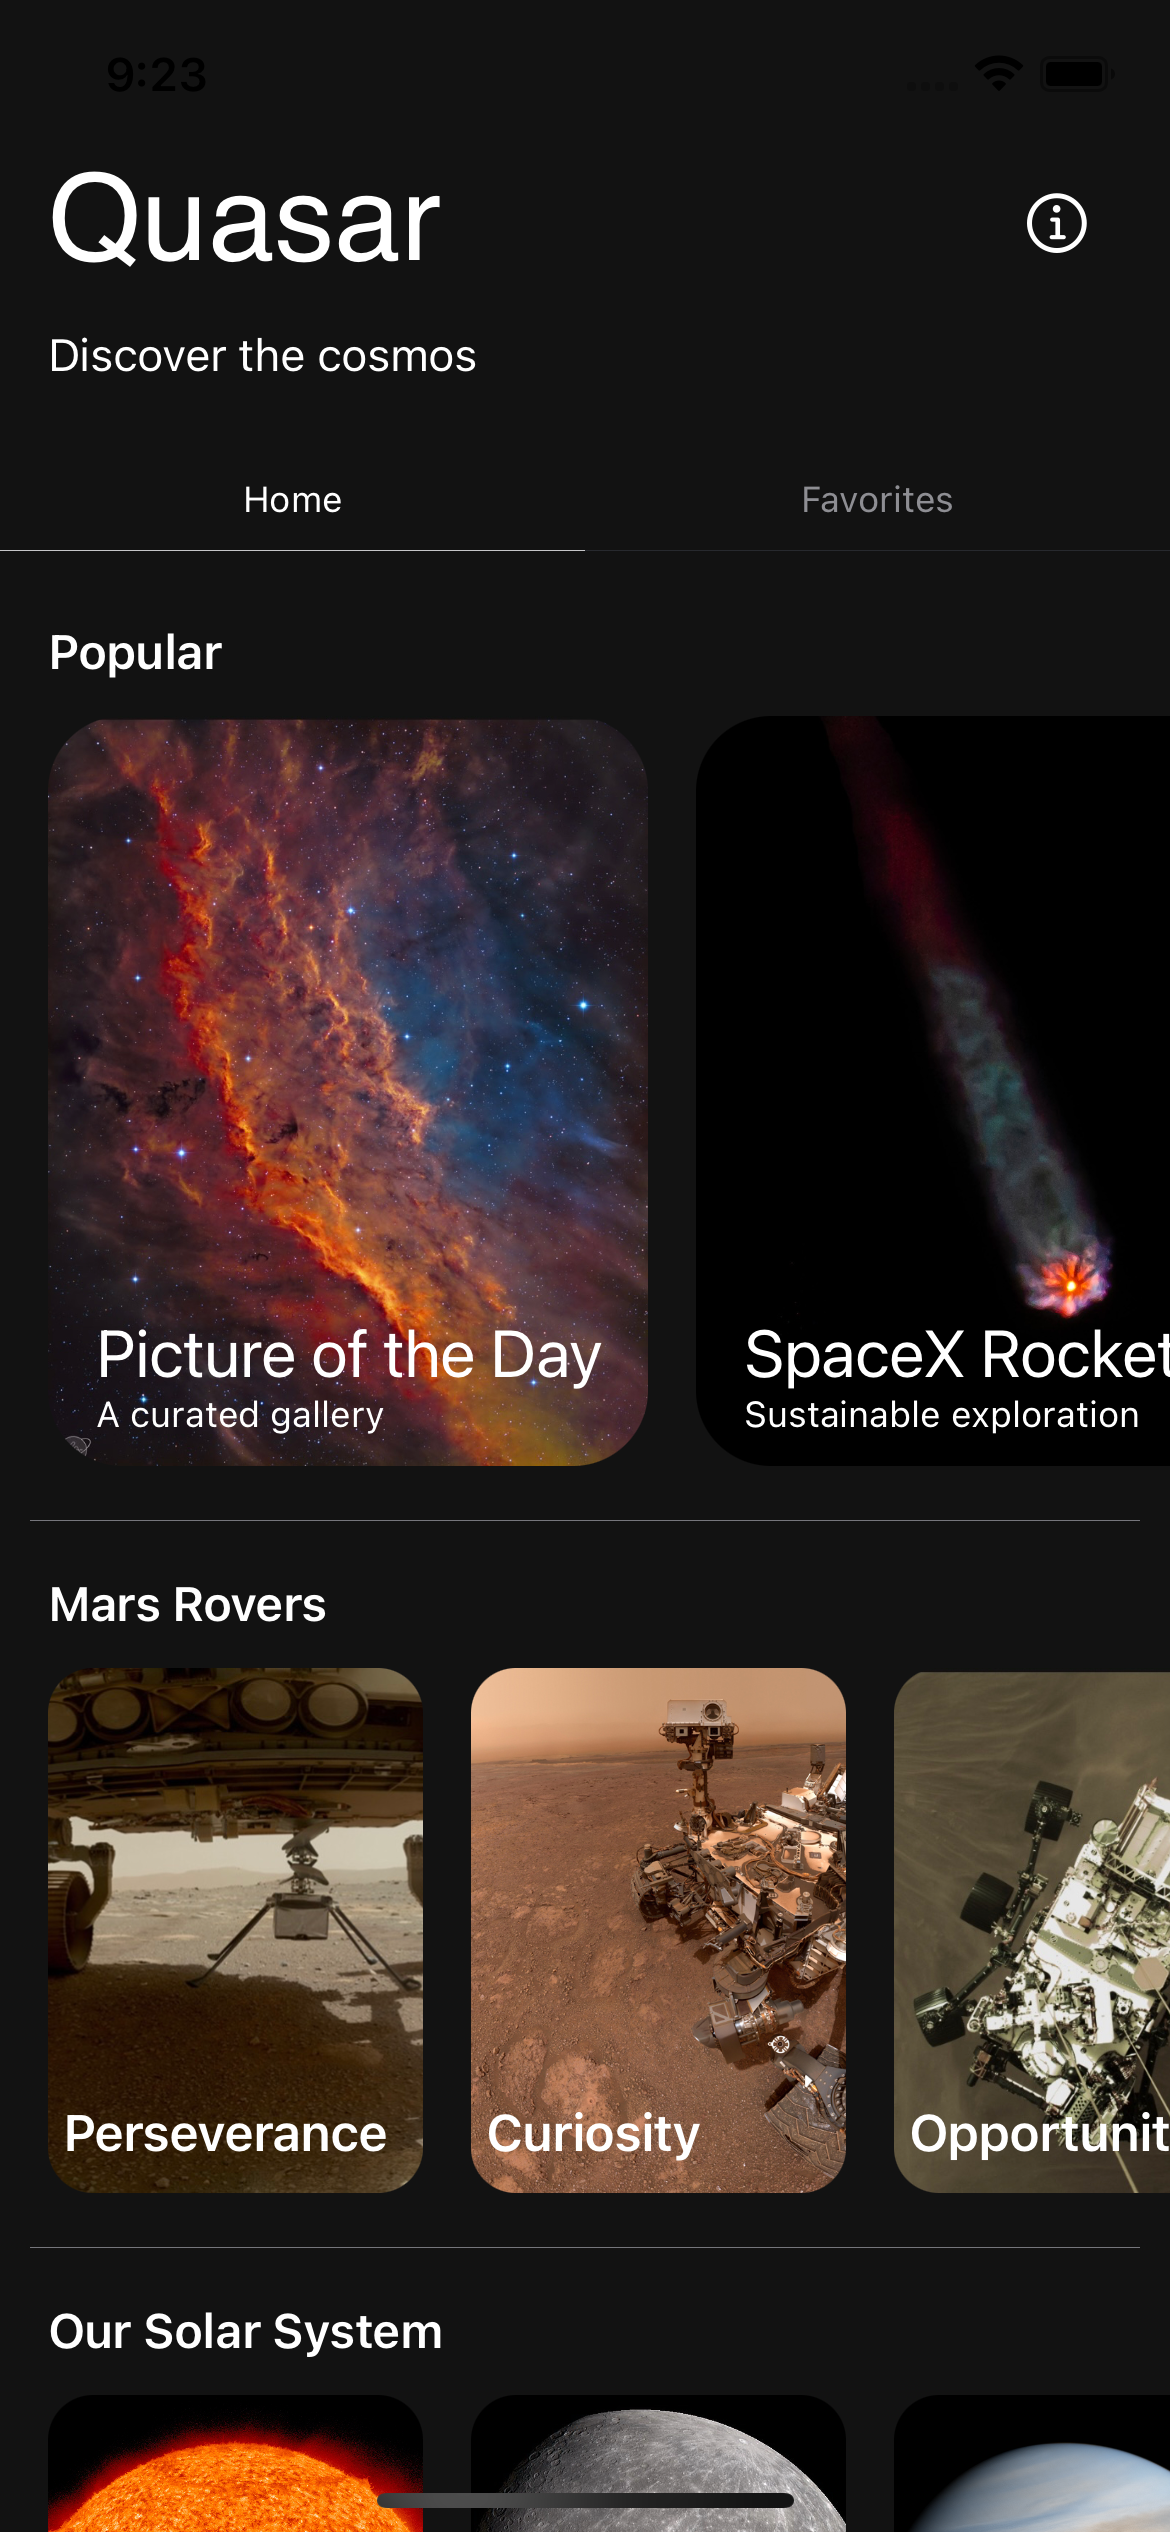 9:23
Quasar
Discover the cosmos
Home
Favorites
Popular
Picture of the Day
A curated gallery
SpaceX Rocket
Sustainable exploration
Mars Rovers
Perseverance
Curiosity
Opportunit
Our Solar System